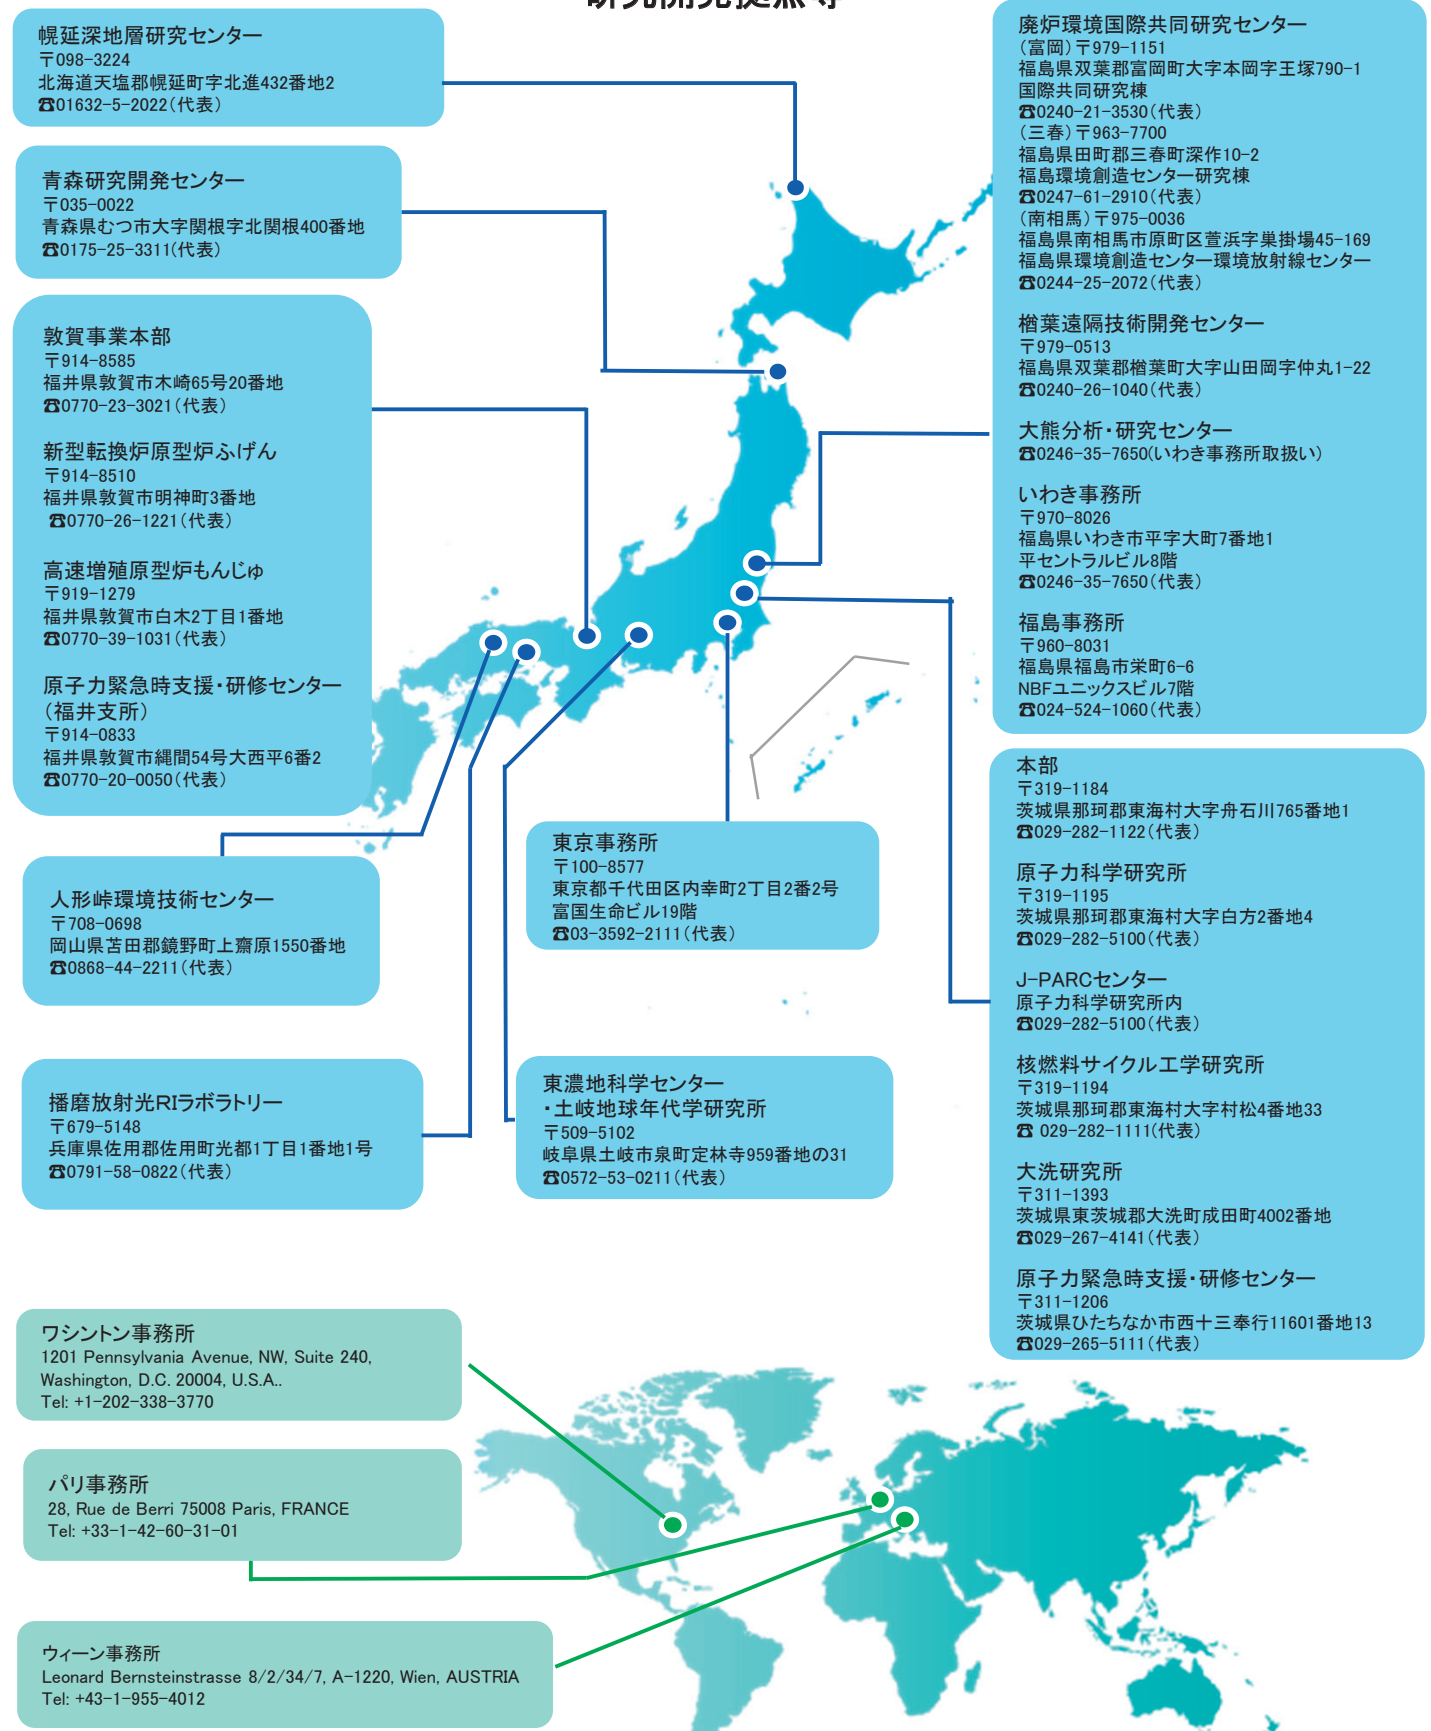 研究開発拠点等
幌延深地層研究センター
〒098-3224
北海道天塩郡幌延町字北進432番地2
☎01632-5-2022(代表)
青森研究開発センター
〒035-0022
青森県むつ市大字関根字北関根400番地
☎0175-25-3311(代表)
敦賀事業本部
〒914-8585
福井県敦賀市木崎65号20番地
☎0770-23-3021(代表)
新型転換炉原型炉ふげん
〒914-8510
福井県敦賀市明神町3番地
☎0770-26-1221(代表)
高速増殖原型炉もんじゅ
〒919-1279
福井県敦賀市白木2丁目1番地
☎0770-39-1031(代表)
原子力緊急時支援・研修センター
(福井支所)
〒914-0833
福井県敦賀市縄間54号大西平6番2
☎0770-20-0050(代表)
人形峠環境技術センター
〒708-0698
岡山県苫田郡鏡野町上齋原1550番地
☎0868-44-2211(代表)
播磨放射光RIラボラトリー
〒679-5148
兵庫県佐用郡佐用町光都1丁目1番地1号
☎0791-58-0822(代表)
東京事務所
〒100-8577
東京都千代田区内幸町2丁目2番2号
富国生命ビル19階
☎03-3592-2111(代表)
東濃地科学センター
・土岐地球年代学研究所
〒509-5102
岐阜県土岐市泉町定林寺959番地の31
☎0572-53-0211(代表)
廃炉環境国際共同研究センター
(富岡)〒979-1151
福島県双葉郡富岡町大字本岡字王塚790-1
国際共同研究棟
☎0240-21-3530(代表)
(三春)〒963-7700
福島県田町郡三春町深作10-2
福島環境創造センター研究棟
☎0247-61-2910(代表)
(南相馬)〒975-0036
福島県南相馬市原町区萱浜字巣掛場45-169
福島県環境創造センター環境放射線センター
☎0244-25-2072(代表)
楢葉遠隔技術開発センター
〒979-0513
福島県双葉郡楢葉町大字山田岡字仲丸1-22
☎0240-26-1040(代表)
大熊分析・研究センター
☎0246-35-7650(いわき事務所取扱い)
いわき事務所
〒970-8026
福島県いわき市平字大町7番地1
平セントラルビル8階
☎0246-35-7650(代表)
福島事務所
〒960-8031
福島県福島市栄町6-6
NBFユニックスビル7階
☎024-524-1060(代表)
本部
〒319-1184
茨城県那珂郡東海村大字舟石川765番地1
☎029-282-1122(代表)
原子力科学研究所
〒319-1195
茨城県那珂郡東海村大字白方2番地4
☎029-282-5100(代表)
J-PARCセンター
原子力科学研究所内
☎029-282-5100(代表)
核燃料サイクル工学研究所
〒319-1194
茨城県那珂郡東海村大字村松4番地33
☎ 029-282-1111(代表)
大洗研究所
〒311-1393
茨城県東茨城郡大洗町成田町4002番地
☎029-267-4141(代表)
原子力緊急時支援・研修センター
〒311-1206
茨城県ひたちなか市西十三奉行11601番地13
☎029-265-5111(代表)
ワシントン事務所
1201 Pennsylvania Avenue, NW, Suite 240,
Washington, D.C. 20004, U.S.A..
Tel: +1-202-338-3770
パリ事務所
28, Rue de Berri 75008 Paris, FRANCE
Tel: +33-1-42-60-31-01
ウィーン事務所
Leonard Bernsteinstrasse 8/2/34/7, A-1220, Wien, AUSTRIA
Tel: +43-1-955-4012